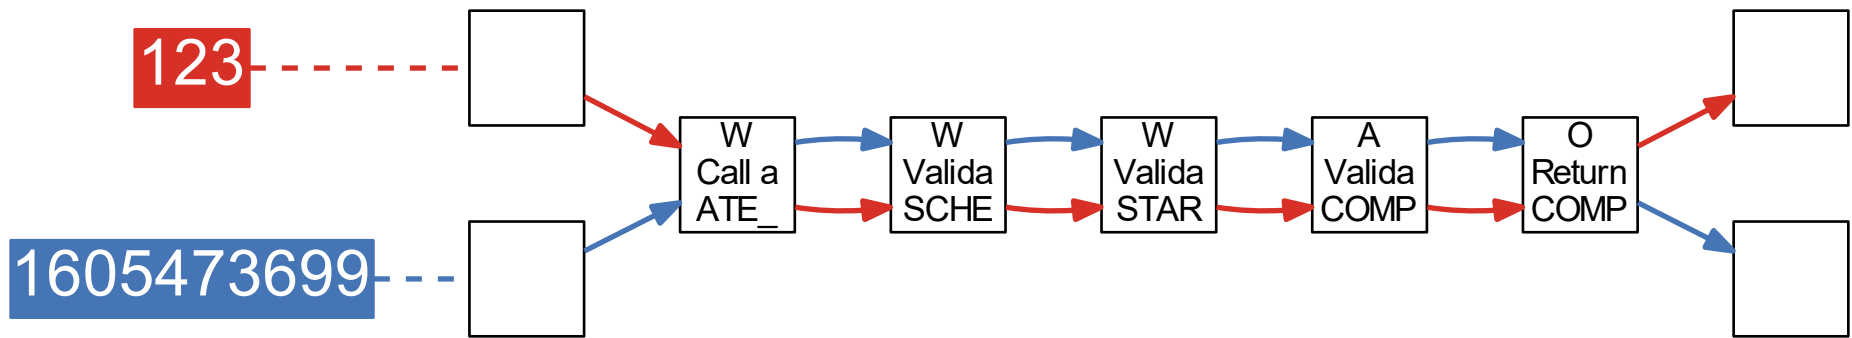 123
1605473699
W
Call a
ATE_
W
Valida
SCHE
W
Valida
STAR
A
Valida
COMP
O
Return
COMP